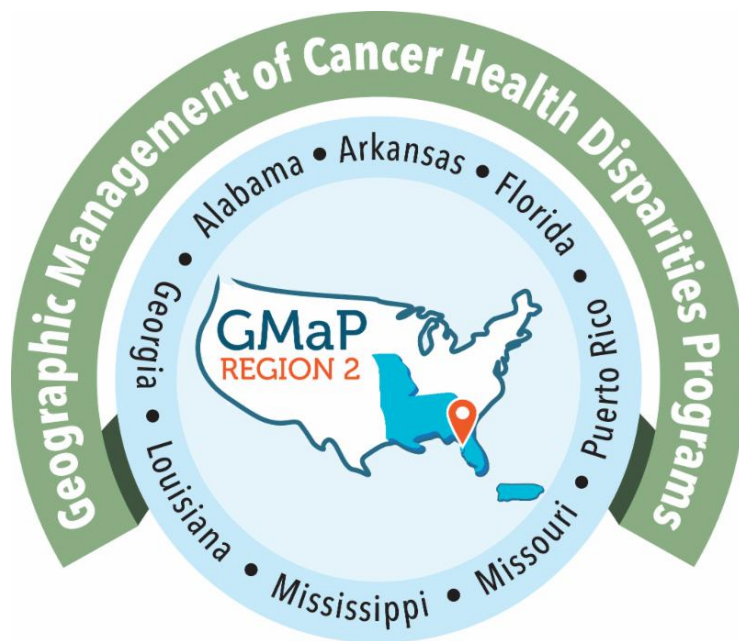 Geographic Management of Cancer Health Disparities Programs
Alabama • Arkansas • Florida • Puerto Rico • Missouri • Mississippi • Louisiana • Georgia •
GMaP
REGION 2